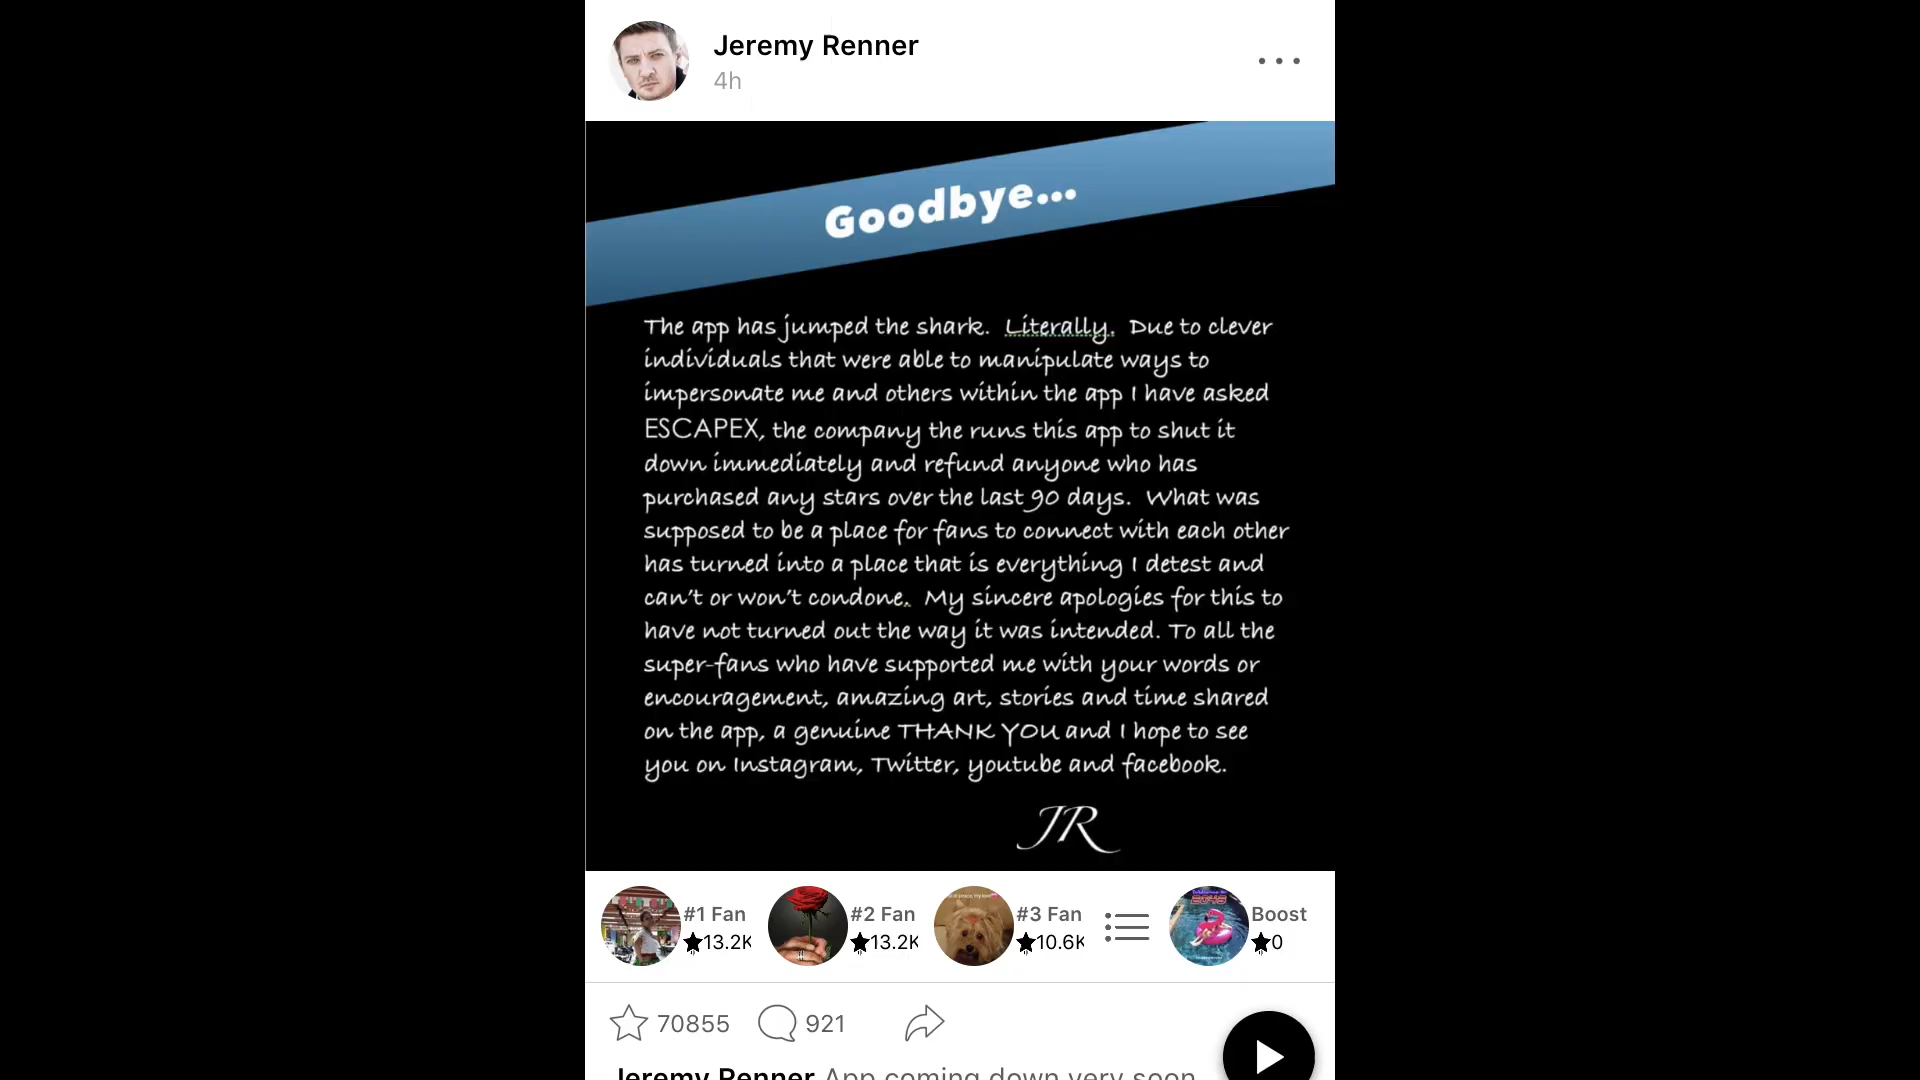 Jeremy Renner
4h
Goodbye...
The app has jumped the shark. Literally. Due to clever
individuals that were able to manipulate ways to
impersonate me and others within the app I have asked
ESCAPEX, the company the runs this app to shut it
down immediately and refund anyone who has
purchased any stars over the last 90 days. What was
supposed to be a place for fans to connect with each other
has turned into a place that is everything I detest and
can't or won't condone. My sincere apologies for this to
have not turned out the way it was intended. To all the
super-fans who have supported me with your words or
encouragement, amazing art, stories and time shared
on the app, a genuine THANK YOU and I hope to see
you on Instagram, Twitter, youtube and facebook.
JR
#1 Fan #2 Fan #3 Fan Boost
13.2K 13.2K 10.6K 0
70855 921
Jeremy Renner App coming down very soon